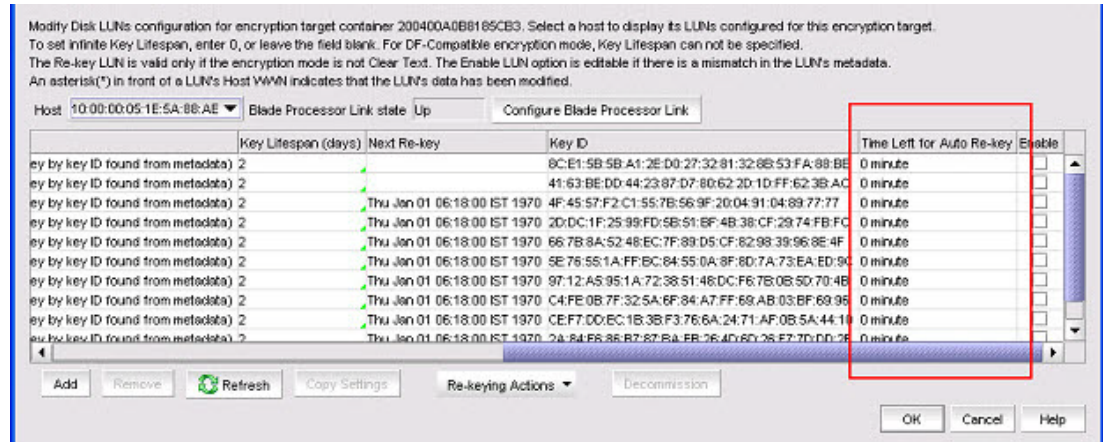 Modify Disk LUNs configuration for encryption target container 200400A0B8185CB3. Select a host to display its LUNs configured for this encryption target.
To set infinite Key Lifespan, enter 0, or leave the field blank. For DF-Compatible encryption mode, Key Lifespan can not be specified.
The Re-key LUN is valid only if the encryption mode is not Clear Text. The Enable LUN option is editable if there is a mismatch in the LUN's metadata.
An asterisk(*) in front of a LUN's Host WWN indicates that the LUN's data has been modified.
Host 10:00:00:05:1E:5A:88:AE Blade Processor Link state Up Configure Blade Processor Link
Key Lifespan (days) Next Re-key Key ID Time Left for Auto Re-key Enable
ey by key ID found from metadata) 2 8C:E1:5B:5B:A1:2E:D0:27:32:81:32:8B:53:FA:88:BE 0 minute
ey by key ID found from metadata) 2 41:63:BE:DD:44:23:87:D7:80:62:2D:1D:FF:62:3B:AC 0 minute
ey by key ID found from metadata) 2 Thu Jan 01 06:18:00 IST 1970 4F:45:57:F2:C1:55:7B:56:9F:20:04:91:04:89:77:77 0 minute
ey by key ID found from metadata) 2 Thu Jan 01 06:18:00 IST 1970 2D:DC:1F:25:99:FD:5B:51:BF:4B:38:CF:29:74:FB:FC 0 minute
ey by key ID found from metadata) 2 Thu Jan 01 06:18:00 IST 1970 66:7B:8A:52:48:EC:7F:89:D5:CF:82:98:39:96:8E:4F 0 minute
ey by key ID found from metadata) 2 Thu Jan 01 06:18:00 IST 1970 5E:76:55:1A:FF:BC:84:55:0A:8F:8D:7A:73:EA:ED:9C 0 minute
ey by key ID found from metadata) 2 Thu Jan 01 06:18:00 IST 1970 97:12:A5:95:1A:72:38:51:48:DC:F6:7B:0B:5D:70:4B 0 minute
ey by key ID found from metadata) 2 Thu Jan 01 06:18:00 IST 1970 C4:FE:0B:7F:32:5A:6F:84:A7:FF:69:AB:03:BF:69:96 0 minute
ey by key ID found from metadata) 2 Thu Jan 01 06:18:00 IST 1970 CE:F7:DD:EC:1B:3B:F3:76:6A:24:71:AF:0B:5A:44:10 0 minute
ey by key ID found from metadata) 2 Thu Jan 01 06:18:00 IST 1970 0 minute
Add Remove Refresh Copy Settings Re-keying Actions Decommission
OK Cancel Help